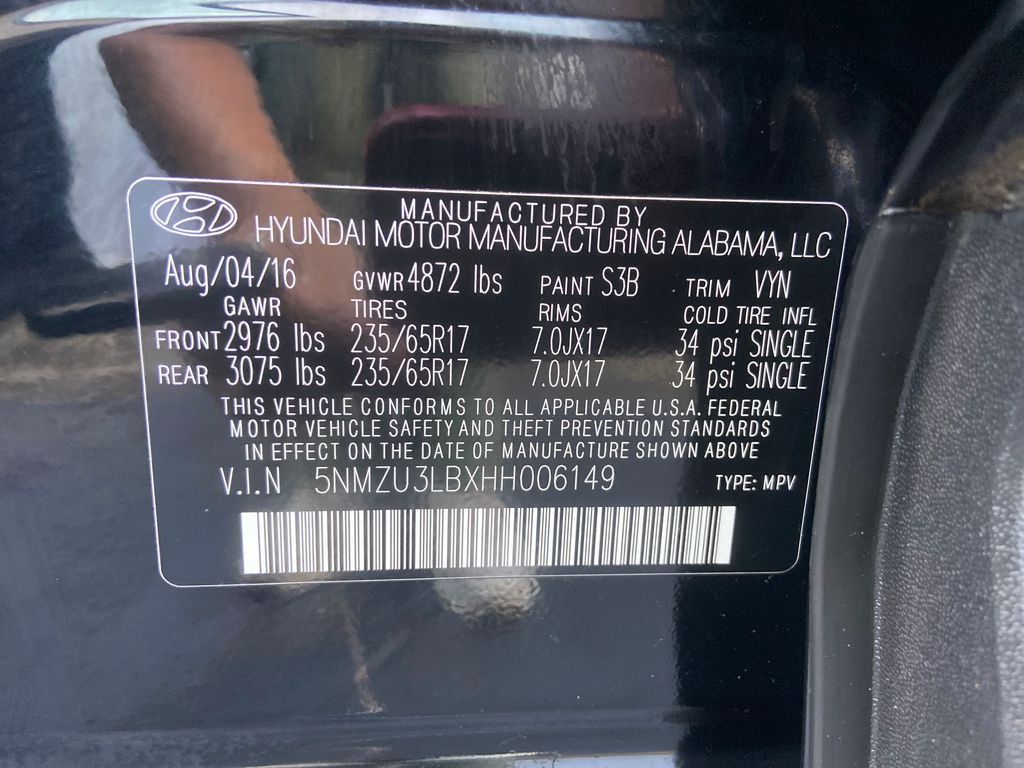 MANUFACTURED BY
HYUNDAI MOTOR MANUFACTURING ALABAMA, LLC
Aug/04/16 GVWR 4872 lbs PAINT S3B TRIM VYN
GAWR TIRES RIMS COLD TIRE INFL
FRONT 2976 lbs 235/65R17 7.0JX17 34 psi SINGLE
REAR 3075 lbs 235/65R17 7.0JX17 34 psi SINGLE
THIS VEHICLE CONFORMS TO ALL APPLICABLE U.S.A. FEDERAL
MOTOR VEHICLE SAFETY AND THEFT PREVENTION STANDARDS
IN EFFECT ON THE DATE OF MANUFACTURE SHOWN ABOVE
V.I.N 5NMZU3LBXHH006149 TYPE: MPV